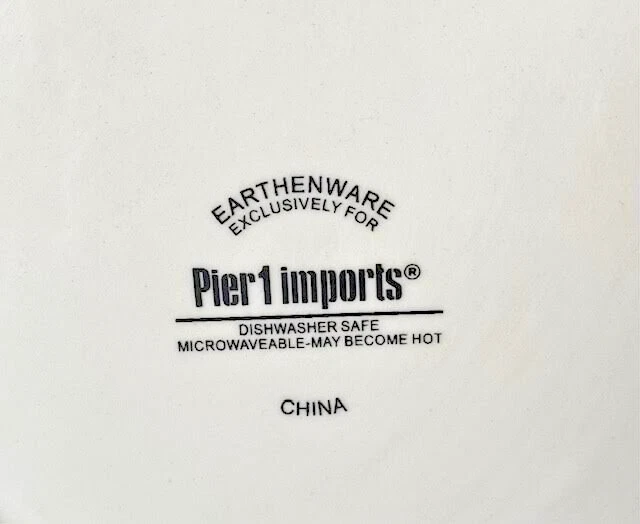 EARTHENWARE
EXCLUSIVELY FOR
Pier1 imports®
DISHWASHER SAFE
MICROWAVEABLE-MAY BECOME HOT
CHINA